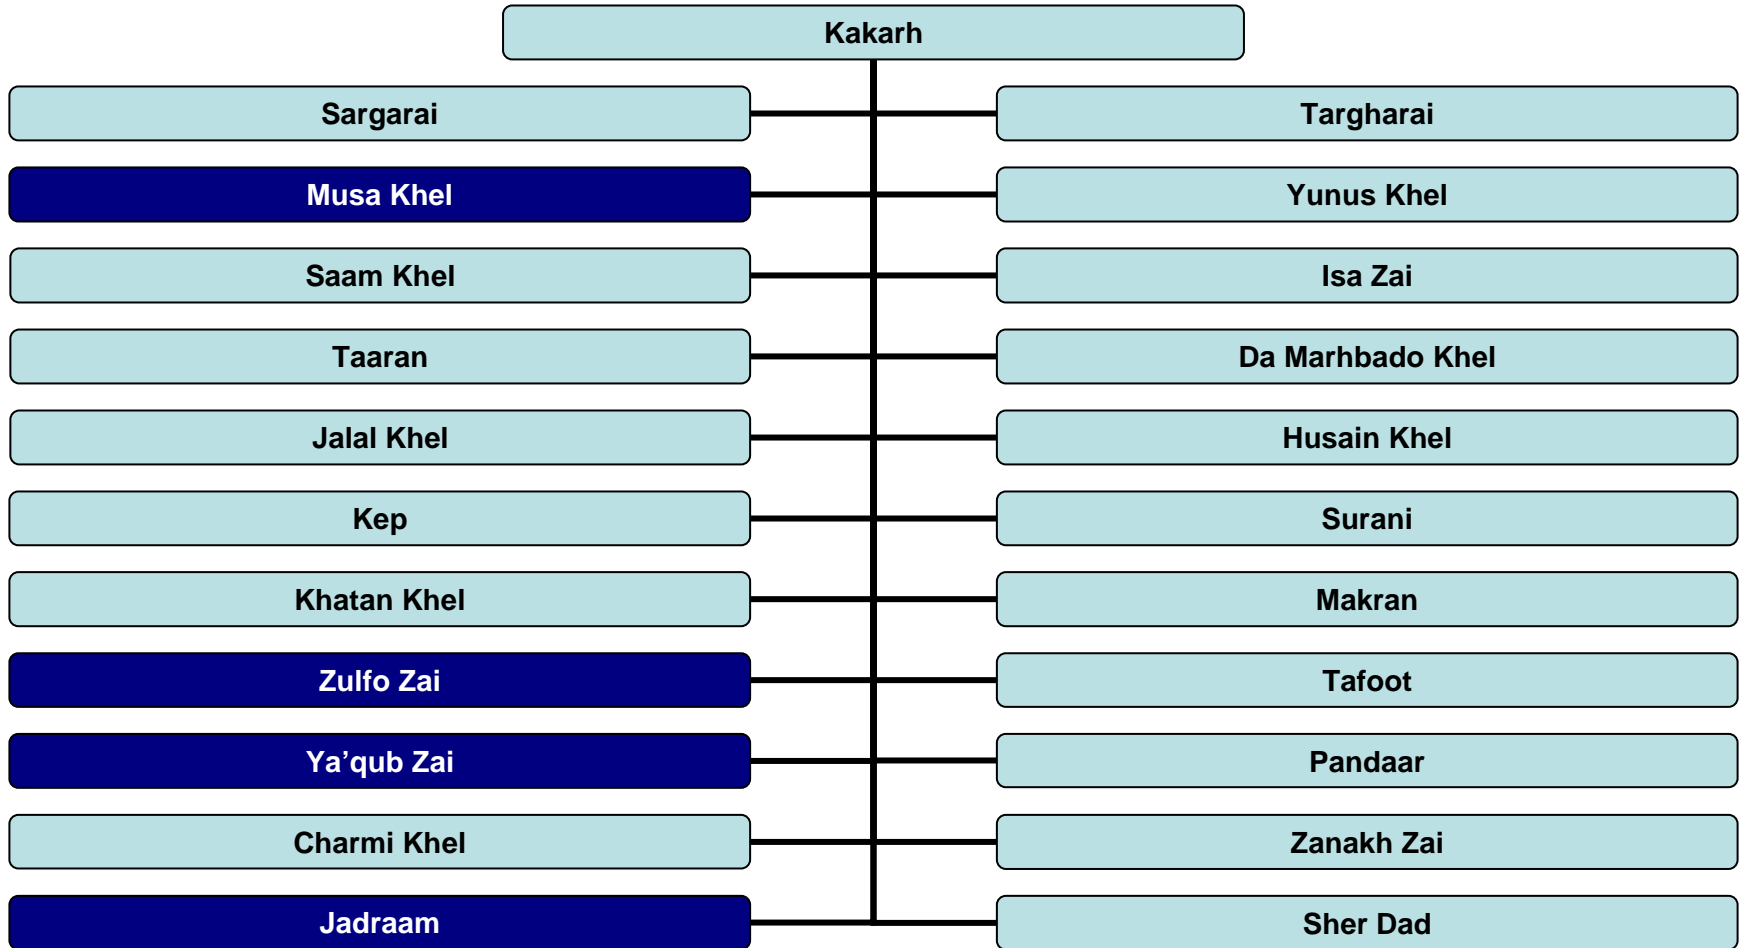 Kakarh
Sargarai
Targharai
Musa Khel
Yunus Khel
Saam Khel
Isa Zai
Taaran
Da Marhbado Khel
Jalal Khel
Husain Khel
Kep
Surani
Khatan Khel
Makran
Zulfo Zai
Tafoot
Ya’qub Zai
Pandaar
Charmi Khel
Zanakh Zai
Jadraam
Sher Dad